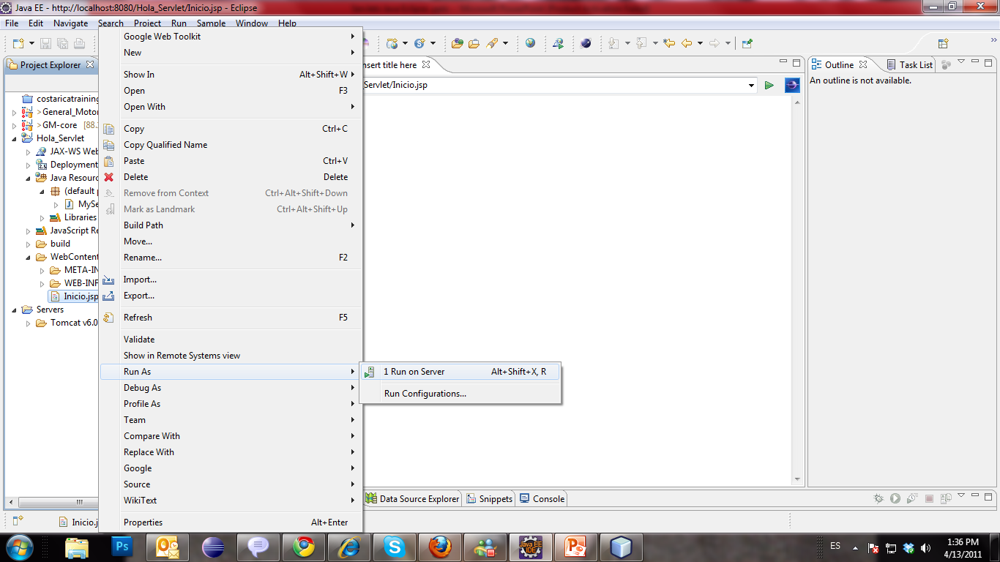 Java EE - http://localhost:8080/Hola_Servlet/Inicio.jsp - Eclipse
File Edit Navigate Search Project Run Sample Window Help
Project Explorer
costaricatraining
>General_Motor
>GM-core [88.
Hola_Servlet
JAX-WS Web
Deployment
Java Resour
(default p
MySe
Libraries
JavaScript Re
build
WebContent
META-IN
WEB-INF
Inicio.jsp
Servers
Tomcat v6.0
Google Web Toolkit
New
Show In Alt+Shift+W
Open F3
Open With
Copy Ctrl+C
Copy Qualified Name
Paste Ctrl+V
Delete Delete
Remove from Context Ctrl+Alt+Shift+Down
Mark as Landmark Ctrl+Alt+Shift+Up
Build Path
Move...
Rename... F2
Import...
Export...
Refresh F5
Validate
Show in Remote Systems view
Run As
Debug As
Profile As
Team
Compare With
Replace With
Google
Source
WikiText
Properties Alt+Enter
1 Run on Server Alt+Shift+X, R
Run Configurations...
nsert title here
Servlet/Inicio.jsp
Outline Task List
An outline is not available.
Data Source Explorer Snippets Console
Inicio.j
Ps
Java EE
IDE
ES
1:36 PM
4/13/2011